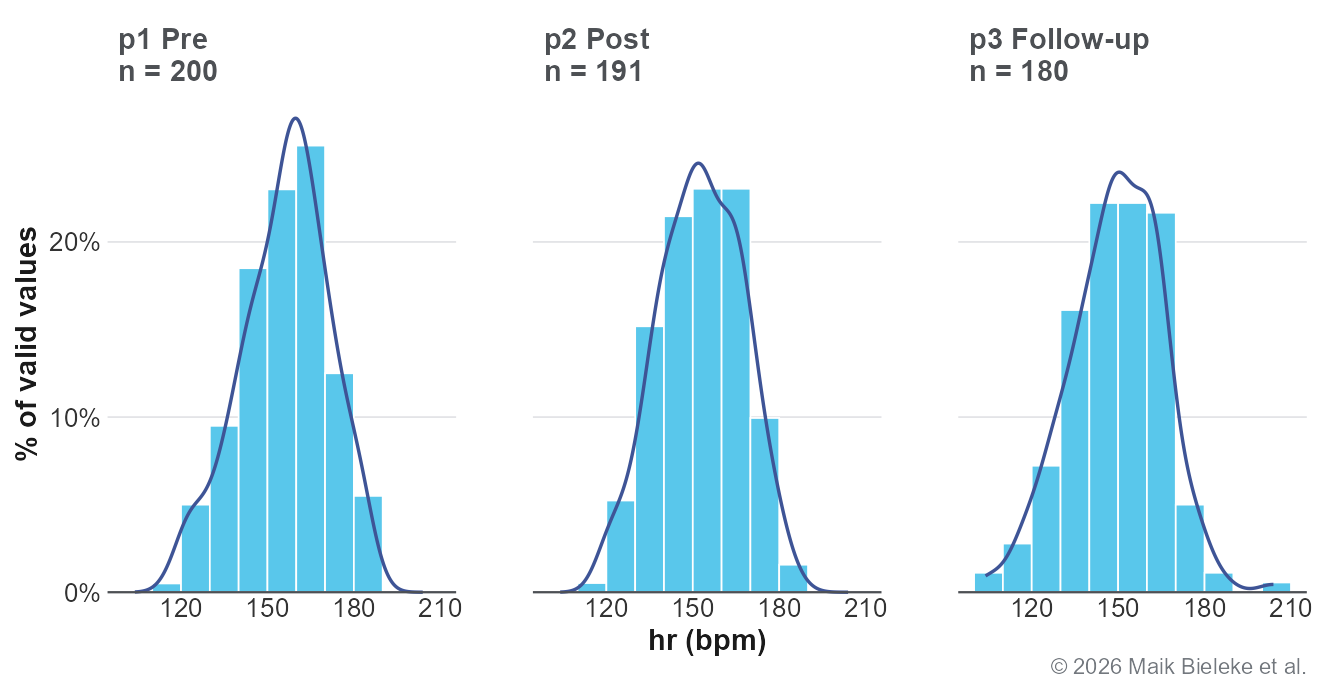 p1 Pre
n = 200
p2 Post
n = 191
p3 Follow-up
n = 180
% of valid values
20%
10%
0%
120 150 180 210
120 150 180 210
120 150 180 210
hr (bpm)
© 2026 Maik Bieleke et al.